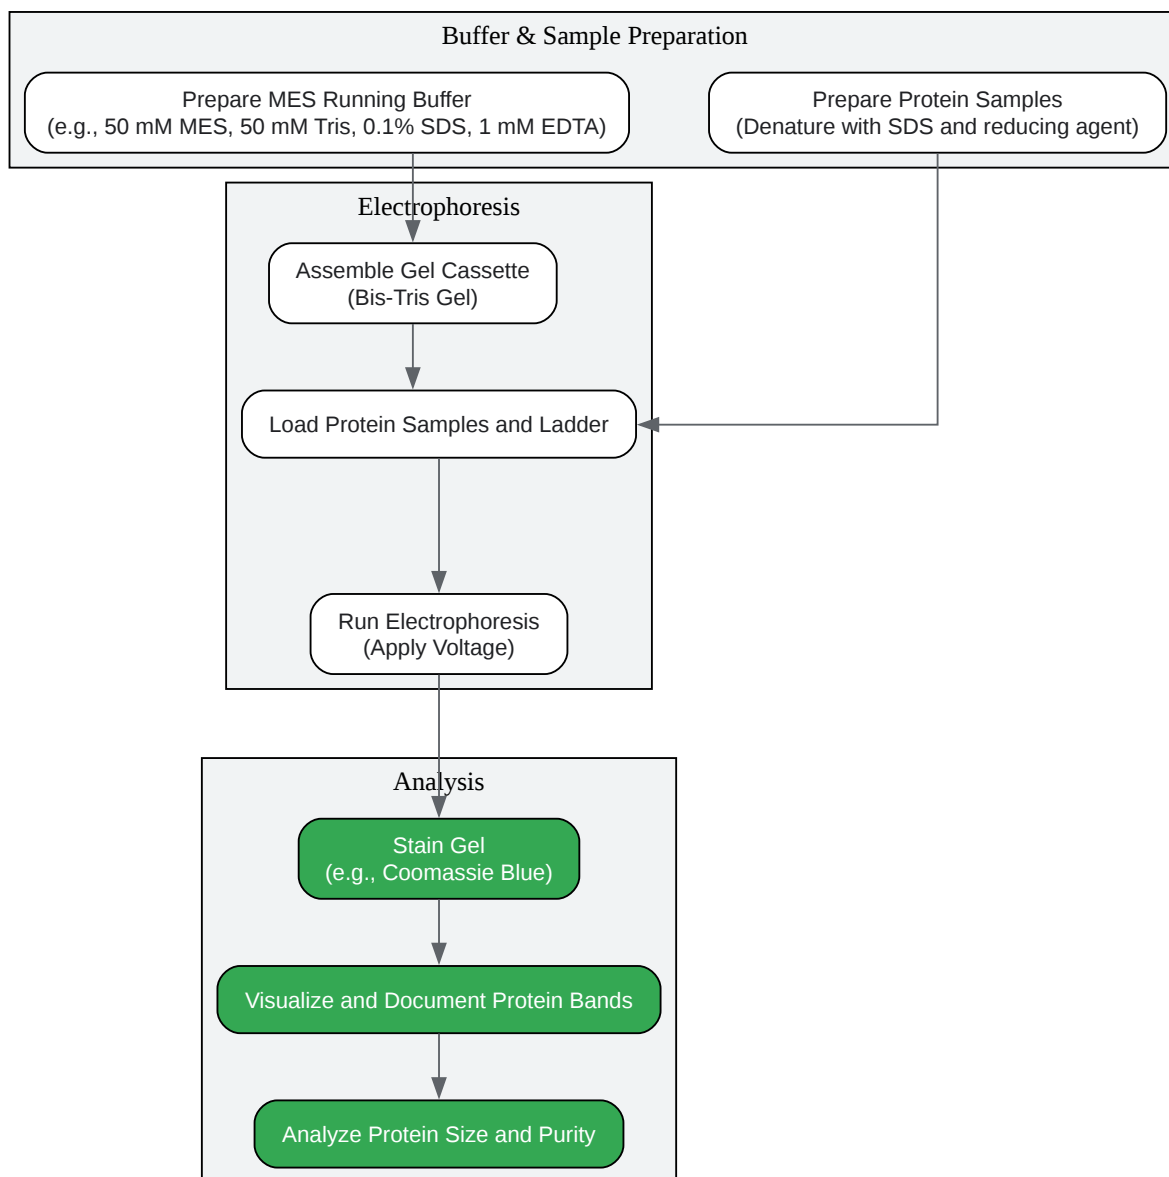 Buffer & Sample Preparation
Prepare MES Running Buffer
(e.g., 50 mM MES, 50 mM Tris, 0.1% SDS, 1 mM EDTA)
Prepare Protein Samples
(Denature with SDS and reducing agent)
Electrophoresis
Assemble Gel Cassette
(Bis-Tris Gel)
Load Protein Samples and Ladder
Run Electrophoresis
(Apply Voltage)
Analysis
Stain Gel
(e.g., Coomassie Blue)
Visualize and Document Protein Bands
Analyze Protein Size and Purity